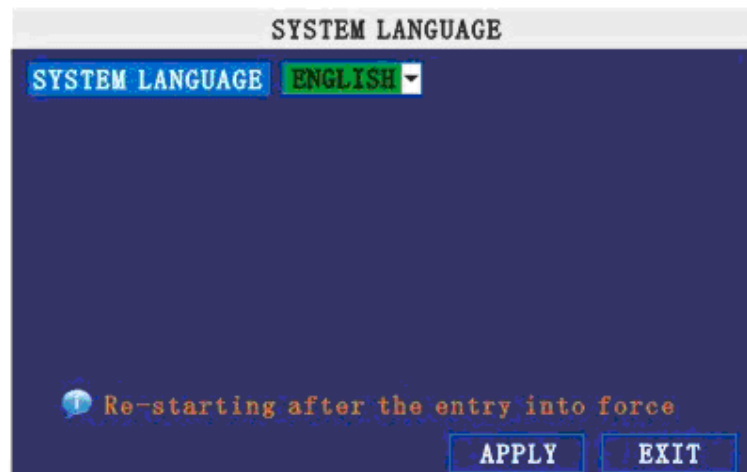 SYSTEM LANGUAGE
SYSTEM LANGUAGE ENGLISH
Re-starting after the entry into force
APPLY EXIT